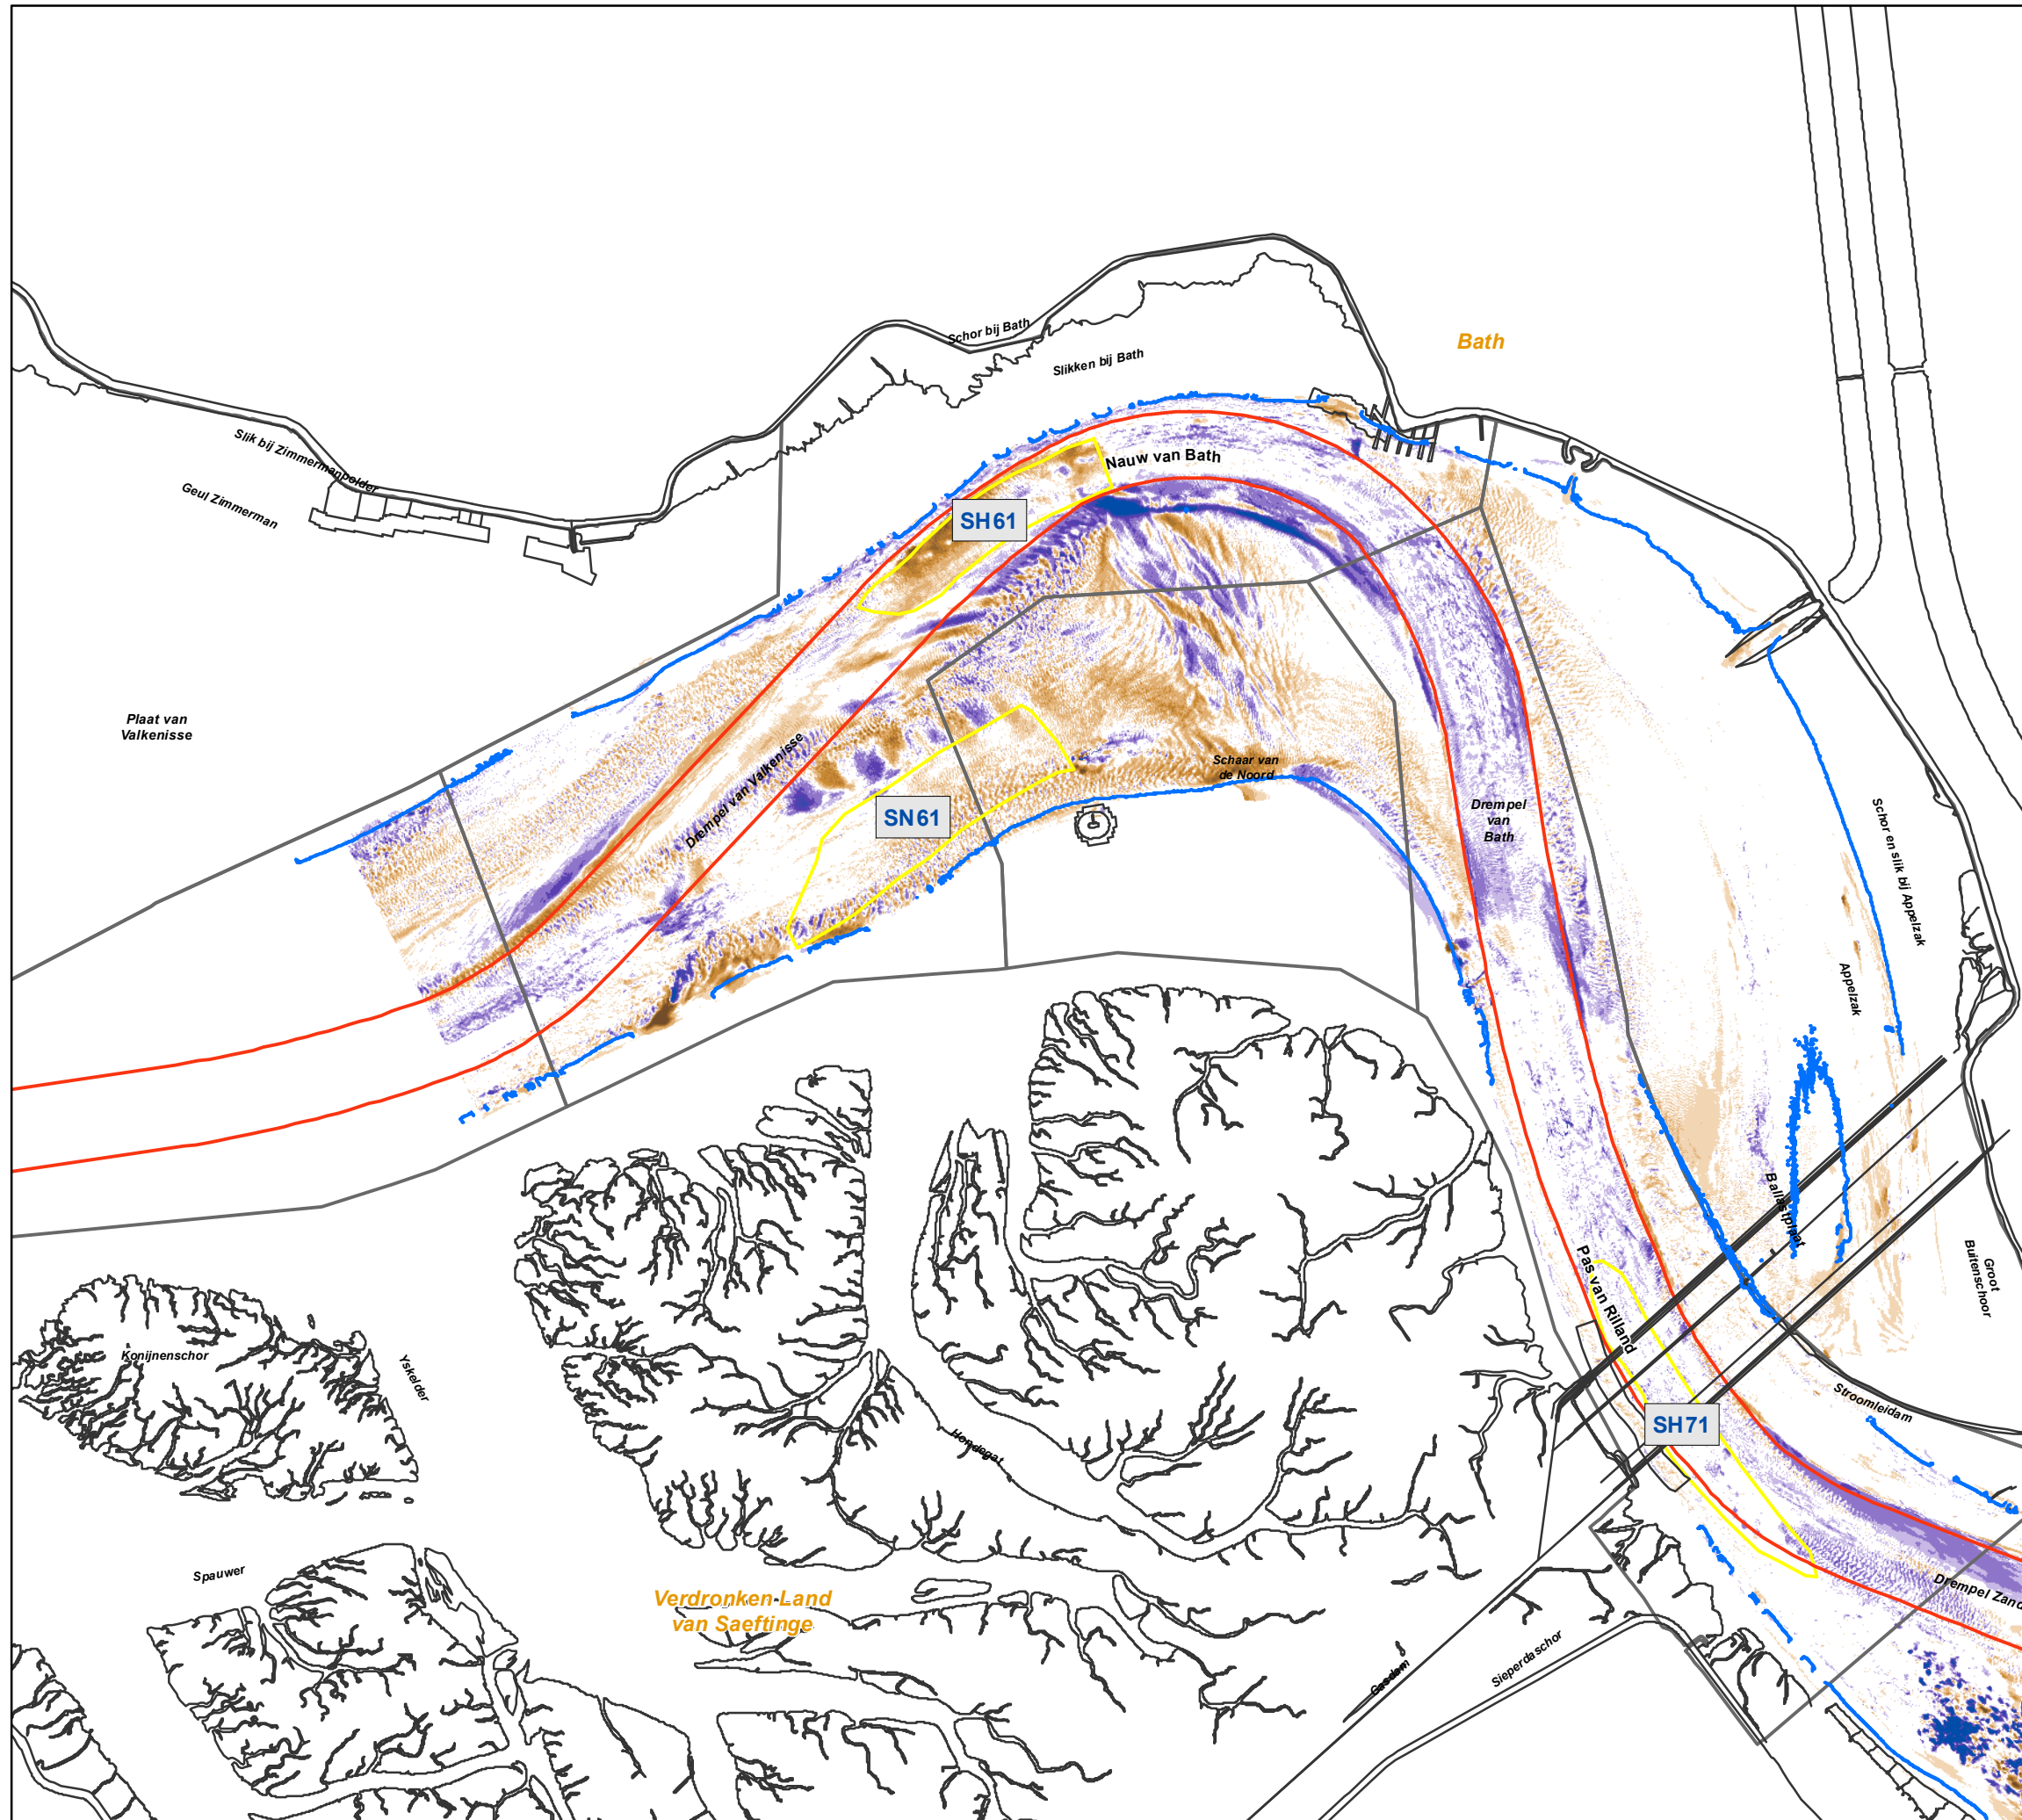 Bath
Schor bij Bath
Slikken bij Bath
Slik bij Zimmermanpolder
Geul Zimmerman
Nauw van Bath
SH61
Plaat van
Valkenisse
Drempel van Valkenisse
Schaar van
de Noord
SN61
Drempel
van
Bath
Schor en slik bij Appelzak
Appelzak
Ballastplaat
Groot
Buitenschoor
Pas van Rilland
Konijnenschor
Yskelder
Stroomleidam
SH71
Hondegat
Spauwer
Verdronken Land
van Saeftinge
Drempel Zand
Sieperdaschor
Gasdam